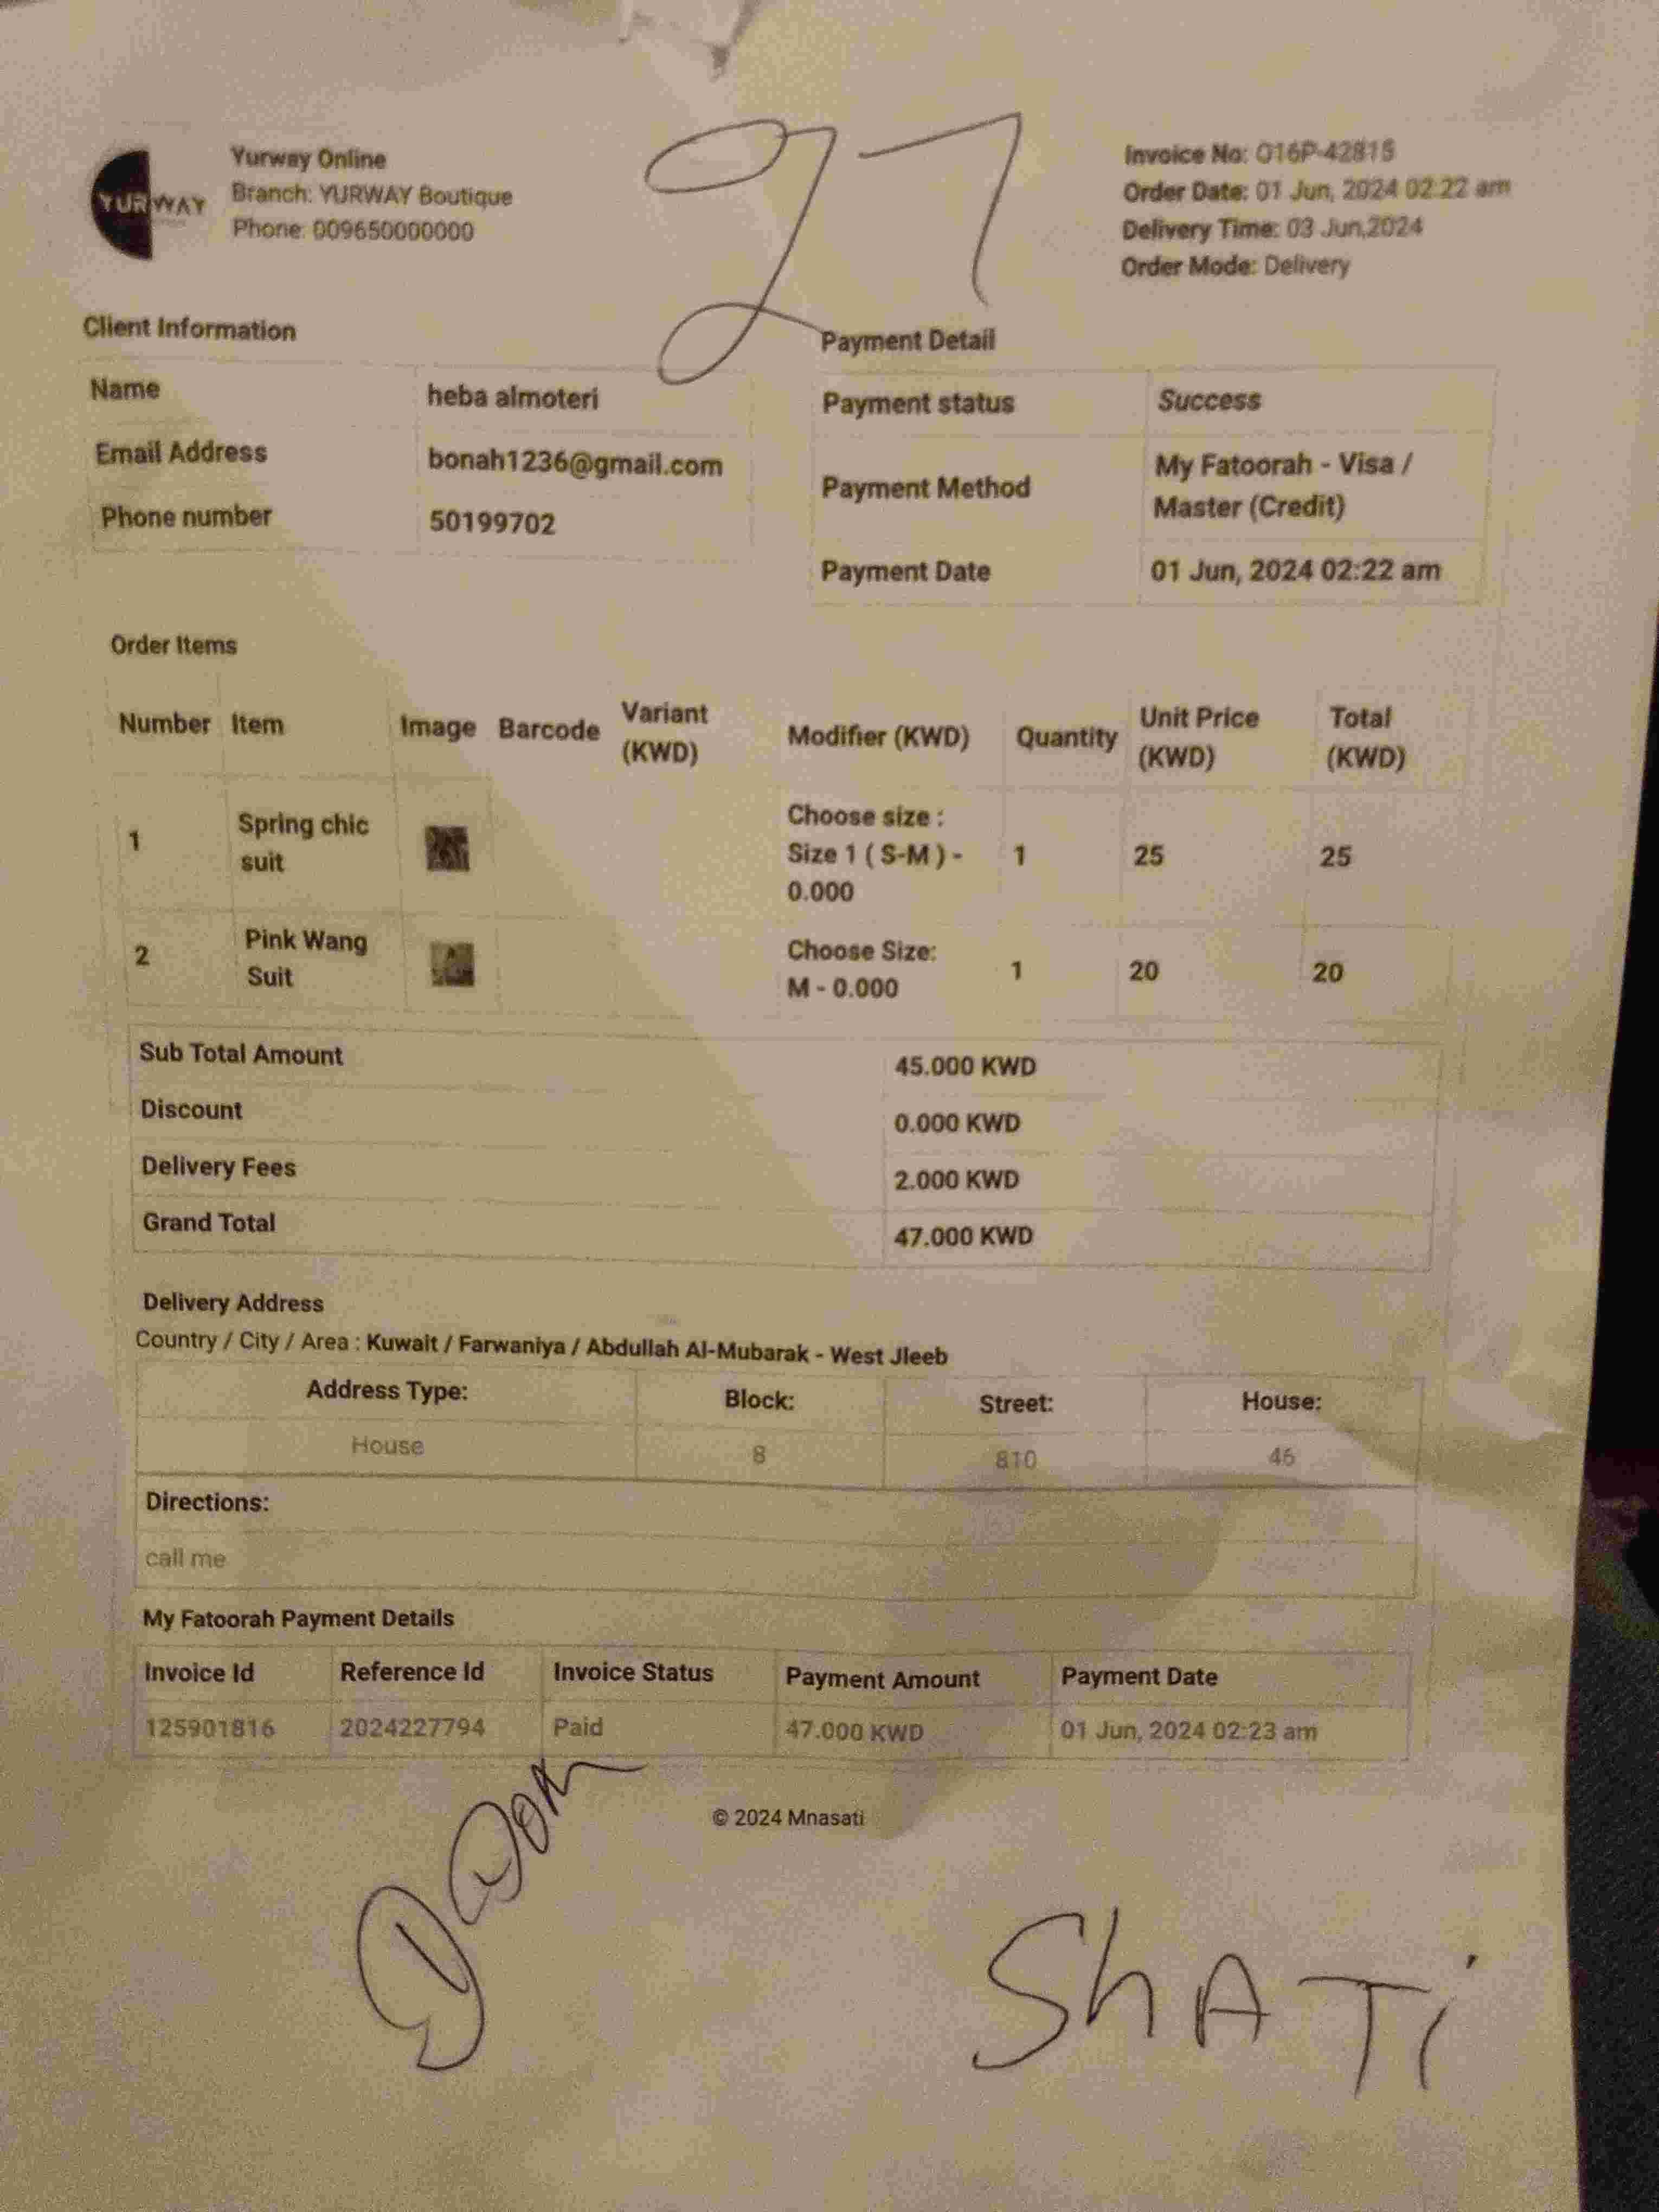 YURWAY
Yurway Online
Branch: YURWAY Boutique
Phone: 009650000000
97
Invoice No: O16P-42815
Order Date: 01 Jun, 2024 02:22 am
Delivery Time: 03 Jun,2024
Order Mode: Delivery
Client Information
Name heba almoteri
Email Address bonah1236@gmail.com
Phone number 50199702
Payment Detail
Payment status Success
Payment Method My Fatoorah - Visa /
Master (Credit)
Payment Date 01 Jun, 2024 02:22 am
Order Items
Number Item Image Barcode Variant (KWD) Modifier (KWD) Quantity Unit Price (KWD) Total (KWD)
1 Spring chic suit Choose size : Size 1 ( S-M ) - 0.000 1 25 25
2 Pink Wang Suit Choose Size: M - 0.000 1 20 20
Sub Total Amount 45.000 KWD
Discount 0.000 KWD
Delivery Fees 2.000 KWD
Grand Total 47.000 KWD
Delivery Address
Country / City / Area : Kuwait / Farwaniya / Abdullah Al-Mubarak - West Jleeb
Address Type: Block: Street: House:
House 8 810 46
Directions:
call me
My Fatoorah Payment Details
Invoice Id Reference Id Invoice Status Payment Amount Payment Date
125901816 2024227794 Paid 47.000 KWD 01 Jun, 2024 02:23 am
© 2024 Mnasati
SHATi